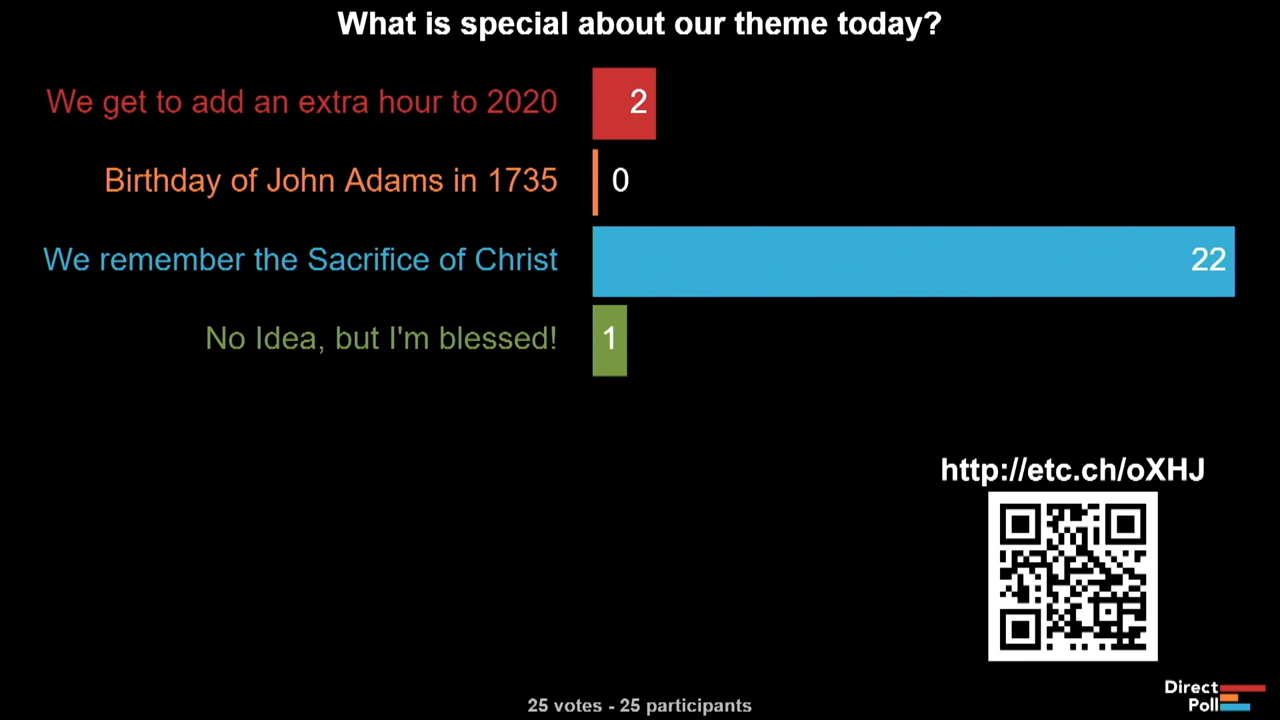 What is special about our theme today?
We get to add an extra hour to 2020
2
Birthday of John Adams in 1735
0
We remember the Sacrifice of Christ
22
No Idea, but I'm blessed!
1
http://etc.ch/oXHJ
25 votes - 25 participants
Direct
Poll